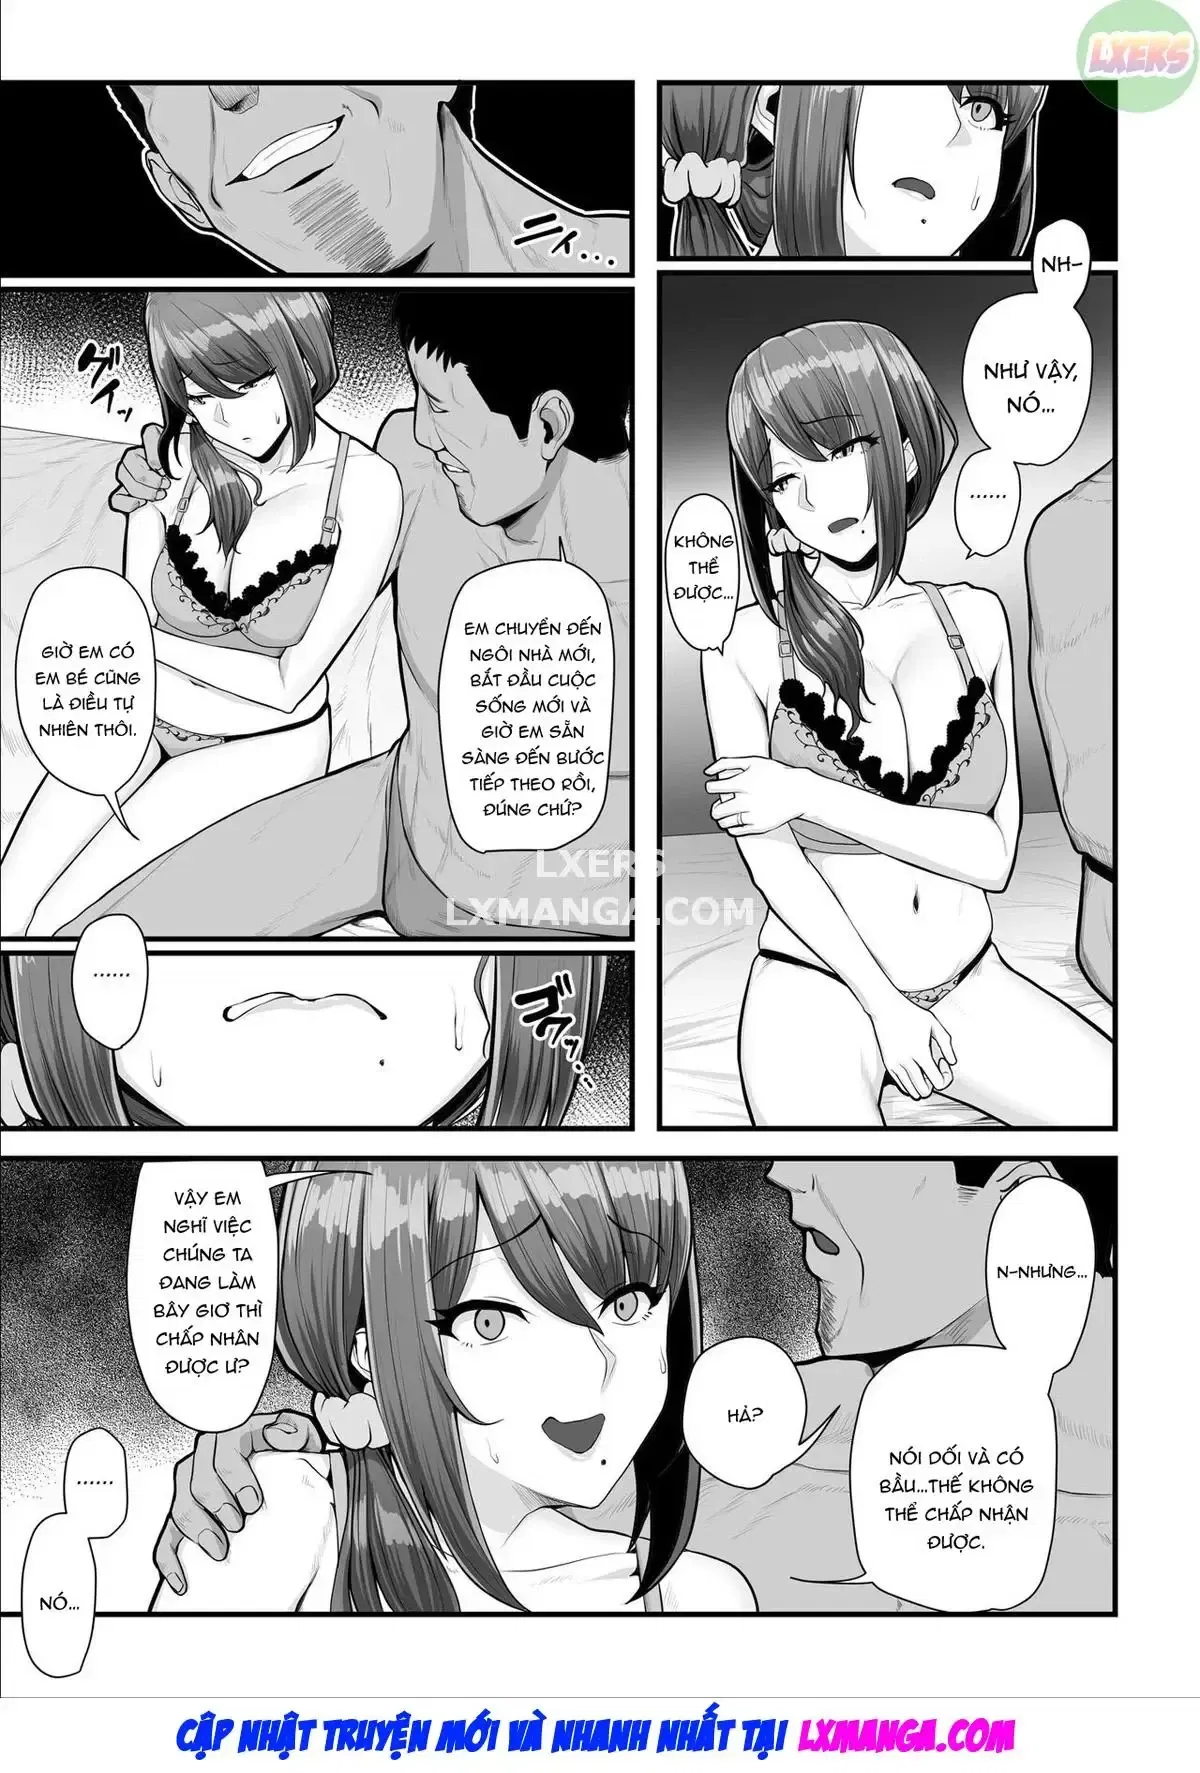 LXERS
NH-
NHƯ VẬY,
NÓ...
......
KHÔNG
THỂ
ĐƯỢC...
ニィ...
グイッ
EM CHUYỂN ĐẾN
NGÔI NHÀ MỚI,
BẮT ĐẦU CUỘC
SỐNG MỚI VÀ
GIỜ EM SẴN
SÀNG ĐẾN BƯỚC
TIẾP THEO RỒI,
ĐÚNG CHỨ?
GIỜ EM CÓ
EM BÉ CŨNG
LÀ ĐIỀU TỰ
NHIÊN THÔI.
LXERS
LXMANGA.COM
ゴクッ...
......
N-NHƯNG...
NÓI DỐI VÀ CÓ
BẦU...THẾ KHÔNG
THỂ CHẤP NHẬN
ĐƯỢC.
HẢ?
VẬY EM
NGHĨ VIỆC
CHÚNG TA
ĐANG LÀM
BÂY GIƠ THÌ
CHẤP NHÂN
ĐƯỢC Ư?
......
NÓ...
CẬP NHẬT TRUYỆN MỚI VÀ NHANH NHẤT TẠI LXMANGA.COM